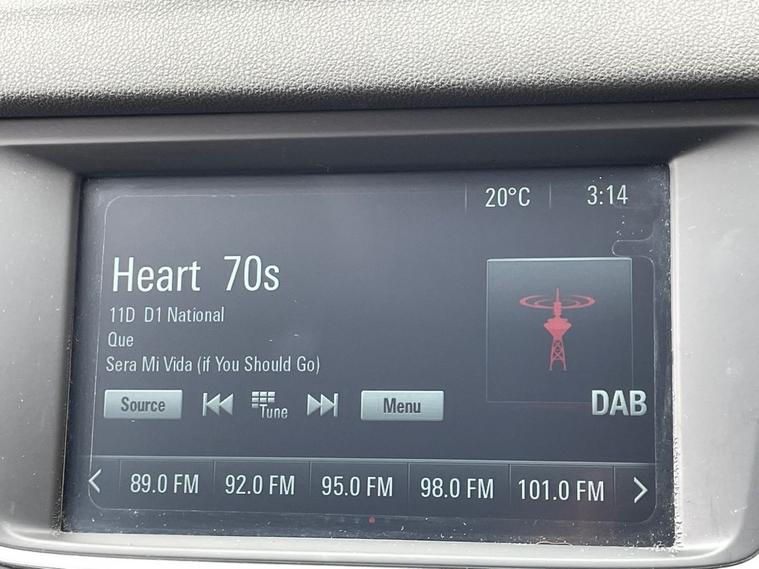 20°C 3:14
Heart 70s
11D D1 National
Que
Sera Mi Vida (if You Should Go)
Source Tune Menu DAB
89.0 FM 92.0 FM 95.0 FM 98.0 FM 101.0 FM